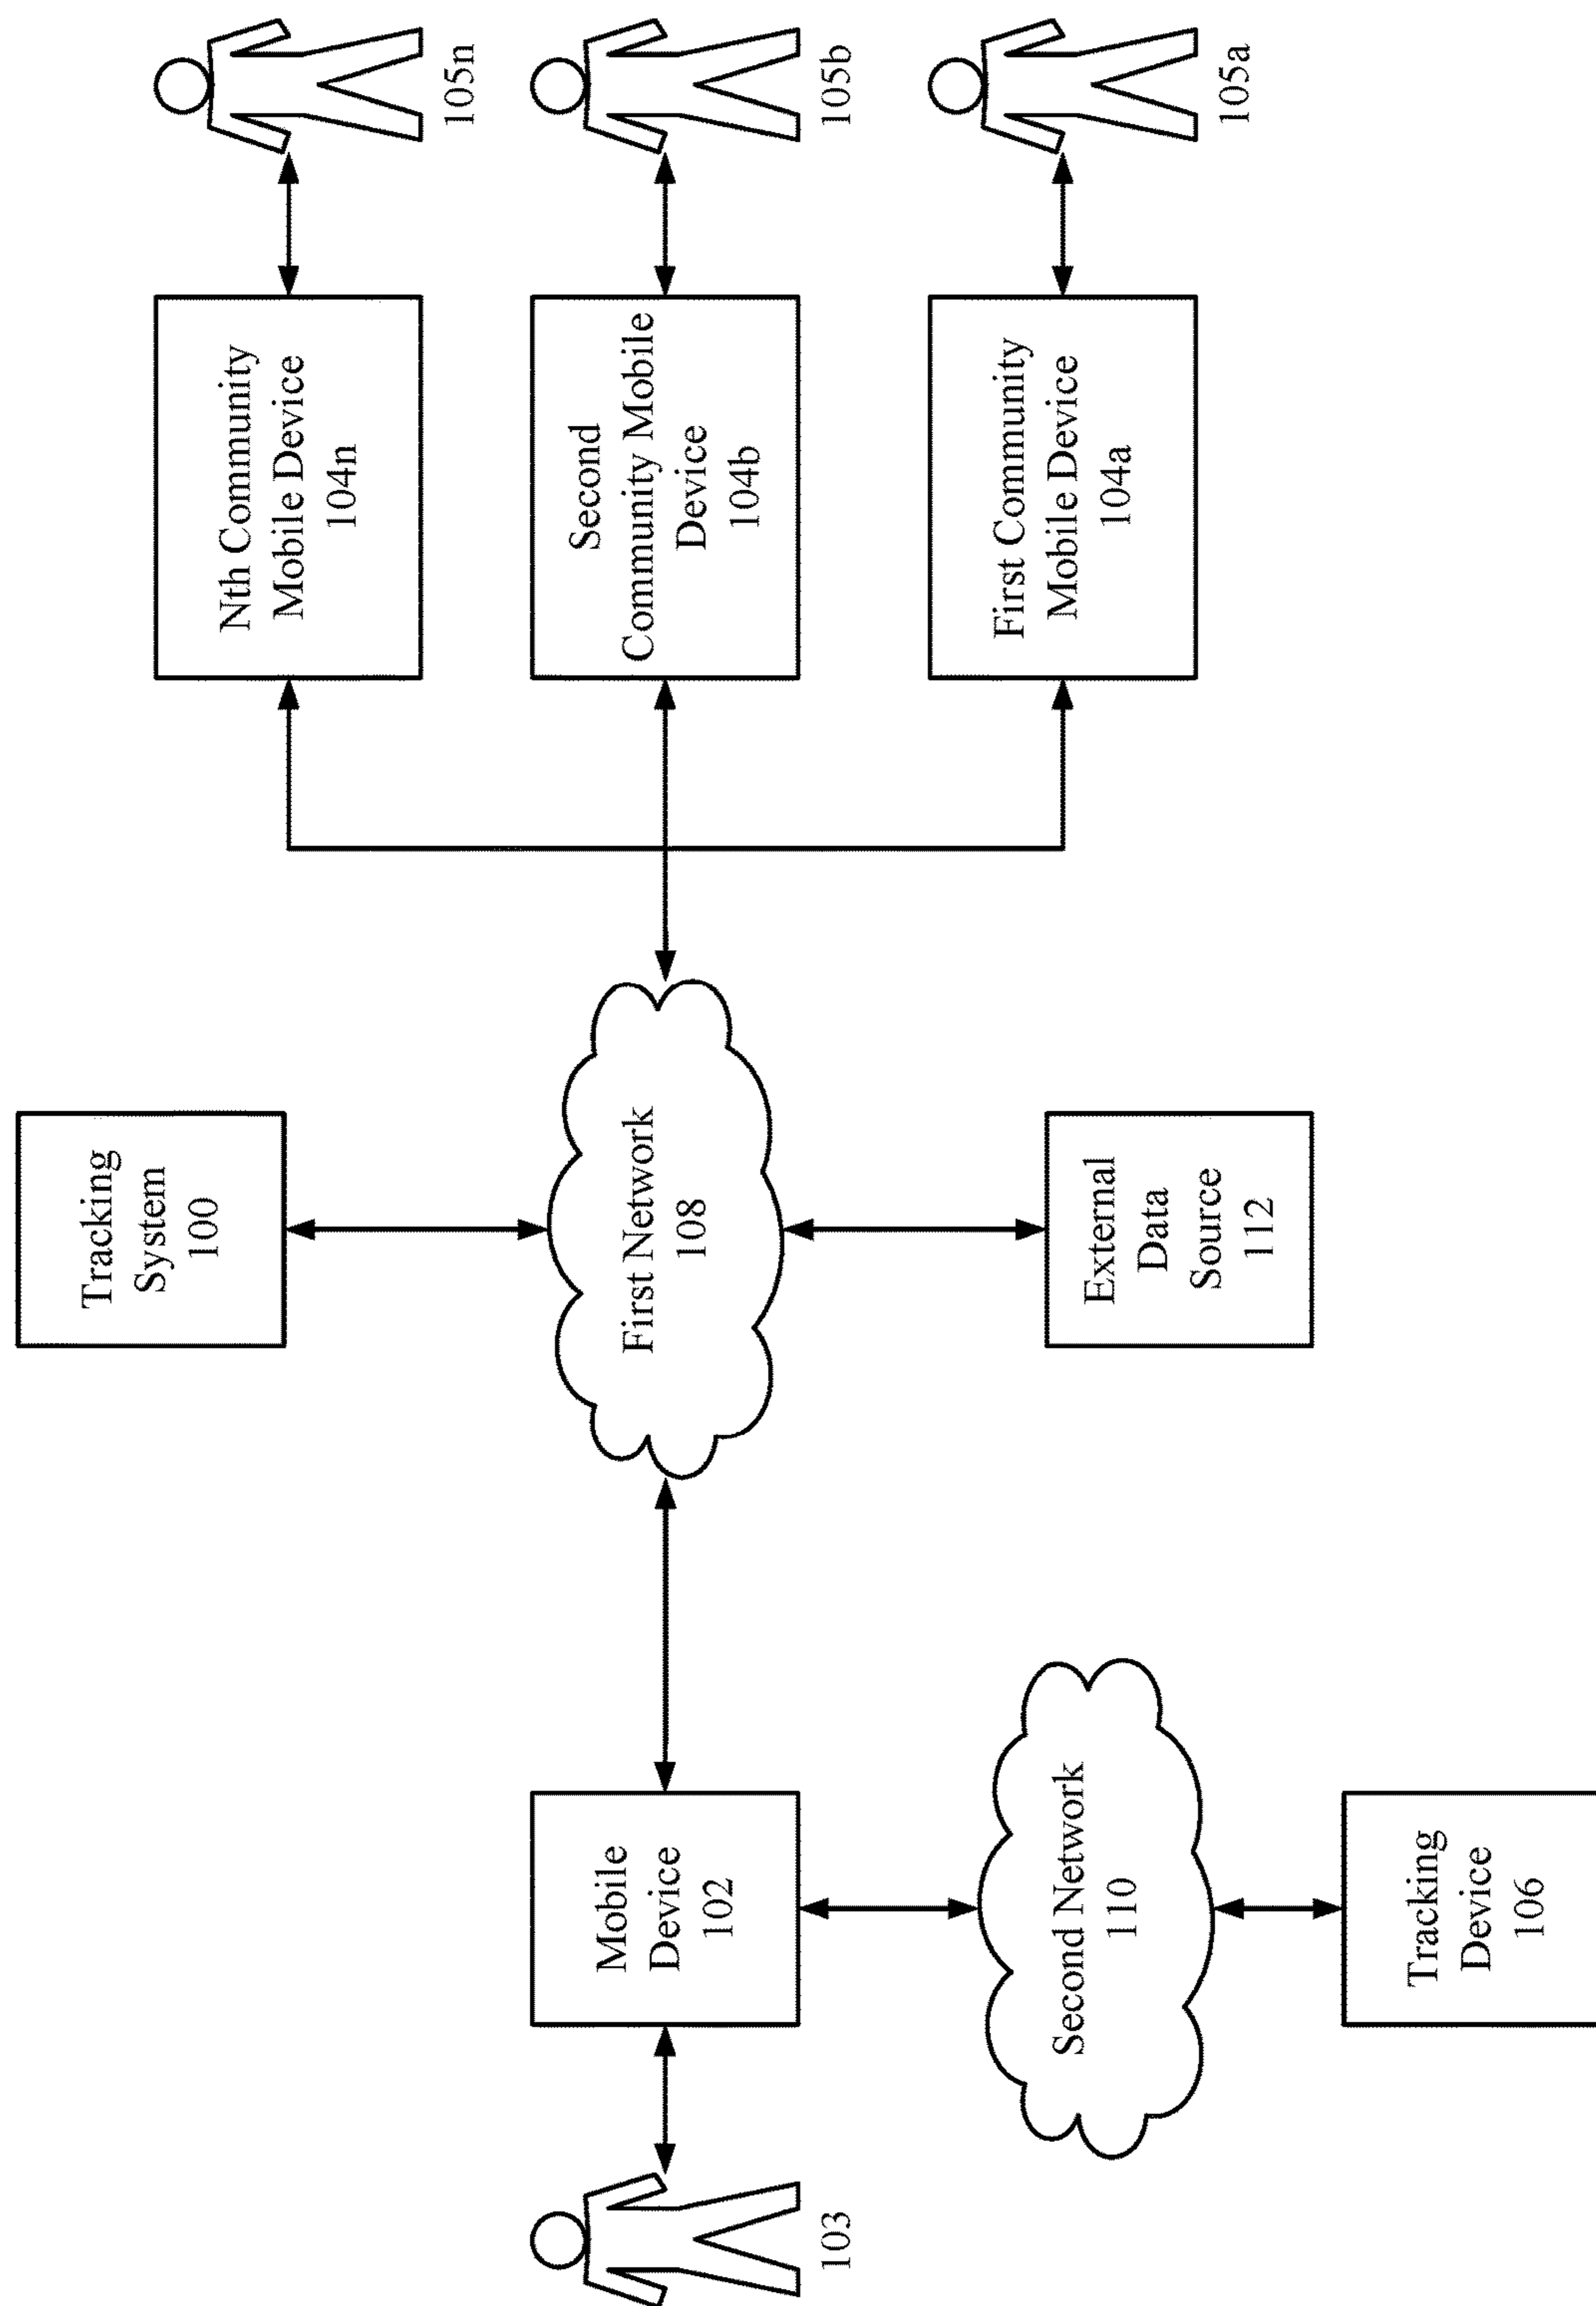 Tracking
System
100
Nth Community
Mobile Device
104n
105n
103
Mobile
Device
102
First Network
108
Second
Community Mobile
Device
104b
105b
Second Network
110
External
Data
Source
112
First Community
Mobile Device
104a
105a
Tracking
Device
106